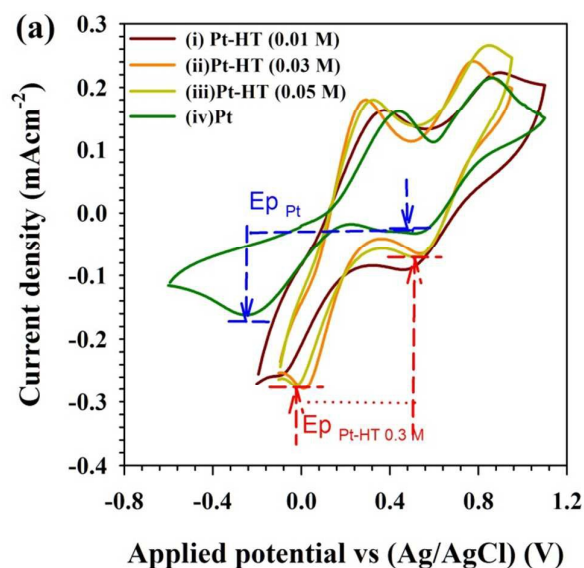 (a)
(i) Pt-HT (0.01 M)
(ii)Pt-HT (0.03 M)
(iii)Pt-HT (0.05 M)
(iv)Pt
Ep Pt
Ep Pt-HT 0.3 M
0.3
0.2
0.1
0.0
-0.1
-0.2
-0.3
-0.4
Current density (mAcm-2)
-0.8 -0.4 0.0 0.4 0.8 1.2
Applied potential vs (Ag/AgCl) (V)